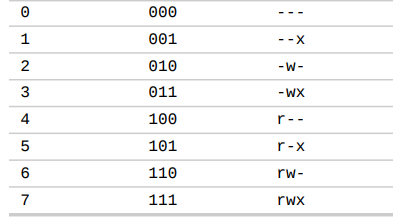 0 000 ---
1 001 --x
2 010 -w-
3 011 -wx
4 100 r--
5 101 r-x
6 110 rw-
7 111 rwx